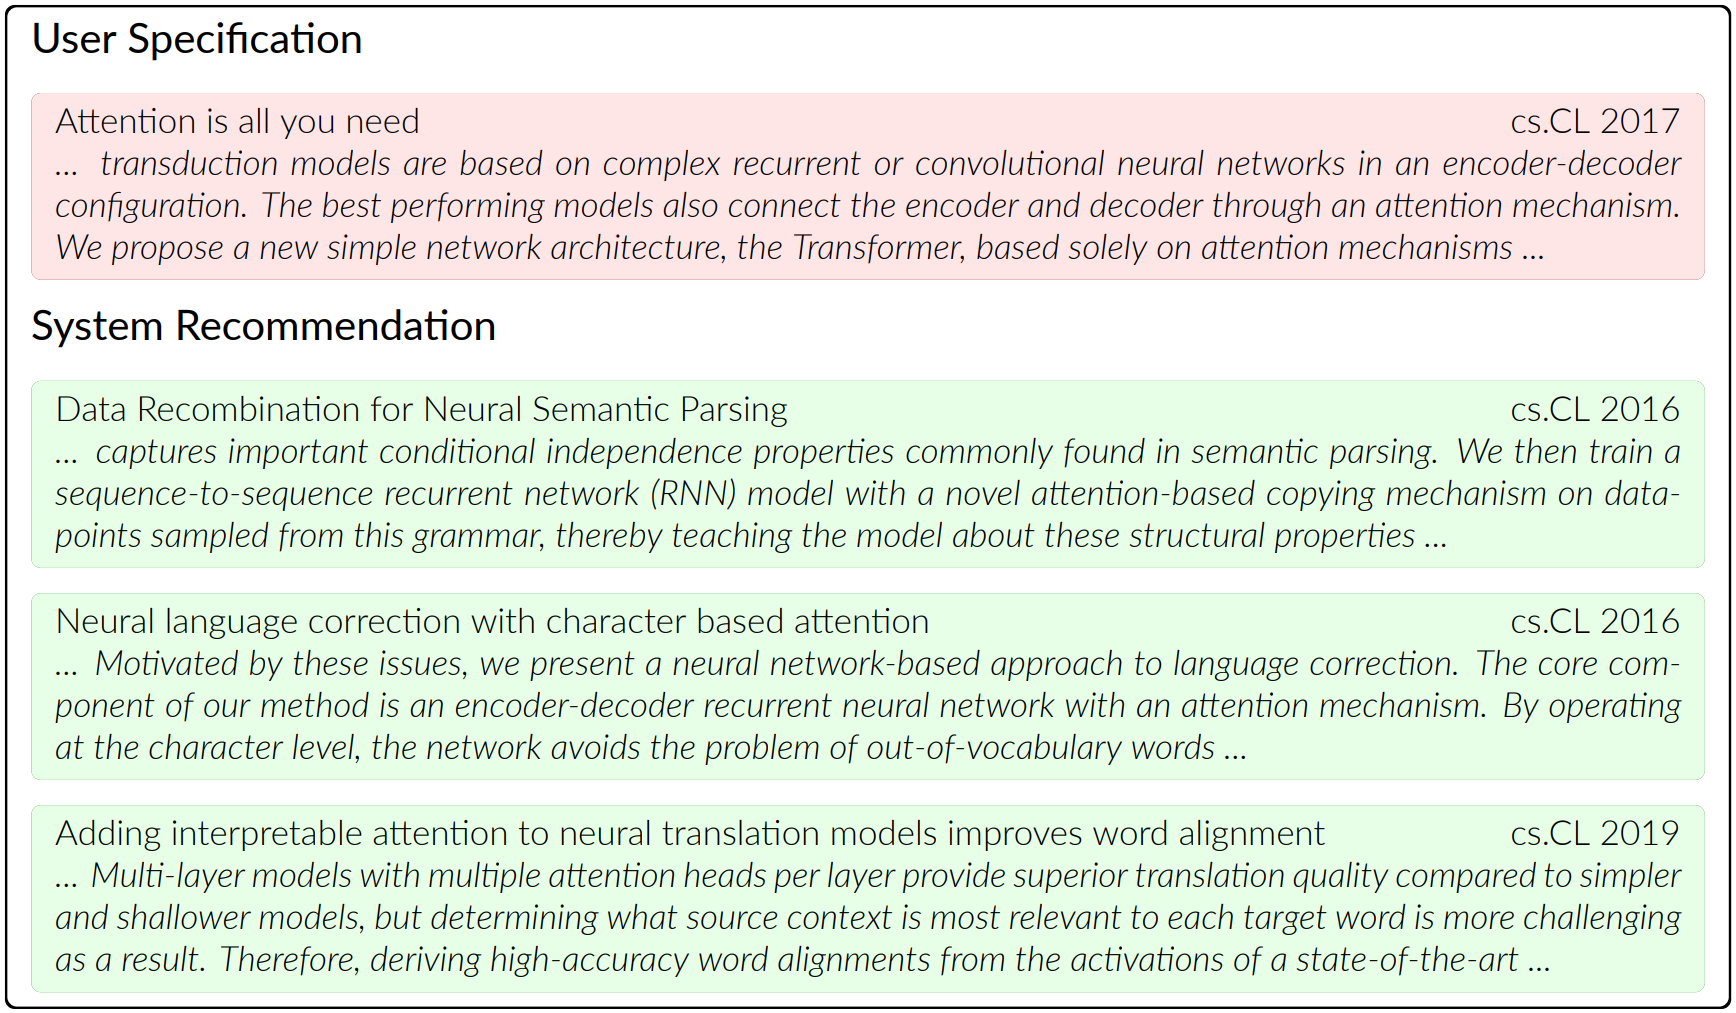 User Specification
Attention is all you need cs.CL 2017
... transduction models are based on complex recurrent or convolutional neural networks in an encoder-decoder
configuration. The best performing models also connect the encoder and decoder through an attention mechanism.
We propose a new simple network architecture, the Transformer, based solely on attention mechanisms ...
System Recommendation
Data Recombination for Neural Semantic Parsing cs.CL 2016
... captures important conditional independence properties commonly found in semantic parsing. We then train a
sequence-to-sequence recurrent network (RNN) model with a novel attention-based copying mechanism on data-
points sampled from this grammar, thereby teaching the model about these structural properties ...
Neural language correction with character based attention cs.CL 2016
... Motivated by these issues, we present a neural network-based approach to language correction. The core com-
ponent of our method is an encoder-decoder recurrent neural network with an attention mechanism. By operating
at the character level, the network avoids the problem of out-of-vocabulary words ...
Adding interpretable attention to neural translation models improves word alignment cs.CL 2019
... Multi-layer models with multiple attention heads per layer provide superior translation quality compared to simpler
and shallower models, but determining what source context is most relevant to each target word is more challenging
as a result. Therefore, deriving high-accuracy word alignments from the activations of a state-of-the-art ...